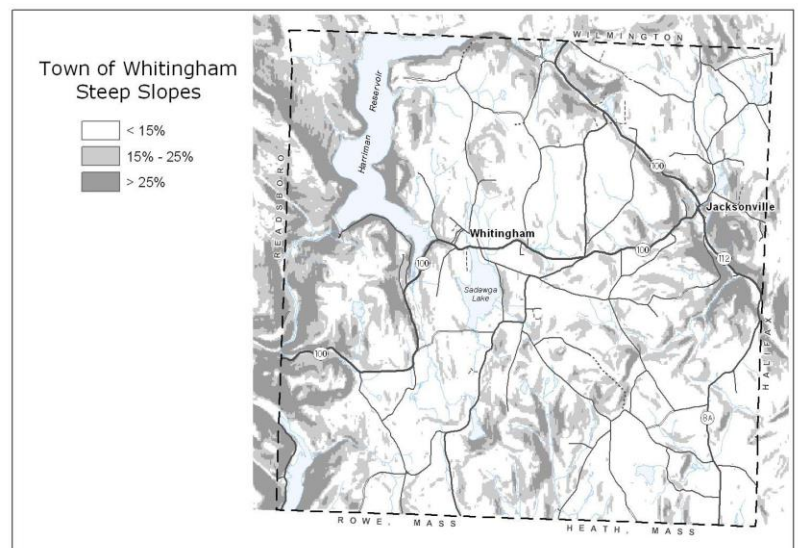 Town of Whitingham
Steep Slopes
< 15%
15% - 25%
> 25%
WILMINGTON
Harriman Reservoir
READSBORO
100
Jacksonville
Whitingham
100
100
112
Sadawga
Lake
HALIFAX
100
8A
ROWE, MASS
HEATH, MASS